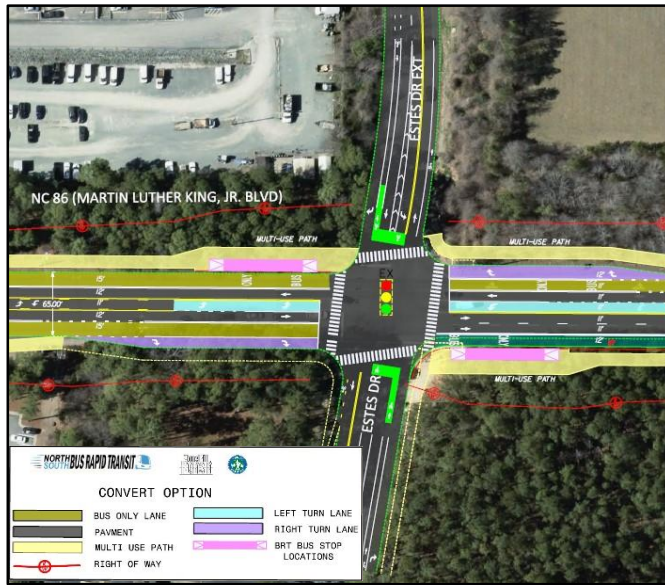 ESTES DR EXT
NC 86 (MARTIN LUTHER KING, JR. BLVD)
MULTI-USE PATH
MULTI-USE PATH
ONLY
BUS
ONLY
BUS
65.00'
EX
ONLY
MULTI-USE PATH
ESTES DR
NORTH SOUTH BUS RAPID TRANSIT
CONVERT OPTION
BUS ONLY LANE
LEFT TURN LANE
PAVMENT
RIGHT TURN LANE
MULTI USE PATH
BRT BUS STOP
LOCATIONS
RIGHT OF WAY